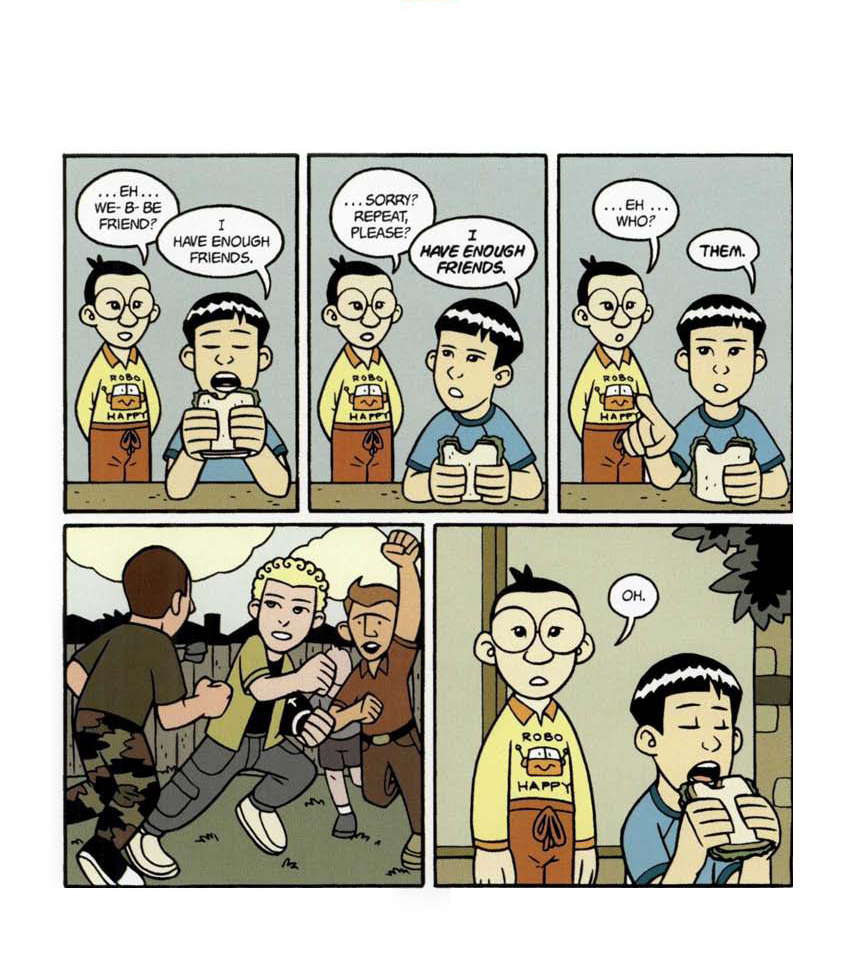 ...EH...
WE- B- BE
FRIEND?
I
HAVE ENOUGH
FRIENDS.
ROBO
HAPPY
...SORRY?
REPEAT,
PLEASE?
I
HAVE ENOUGH
FRIENDS.
ROBO
HAPPY
...EH ...
WHO?
THEM.
ROBO
HAPPY
OH.
ROBO
HAPPY